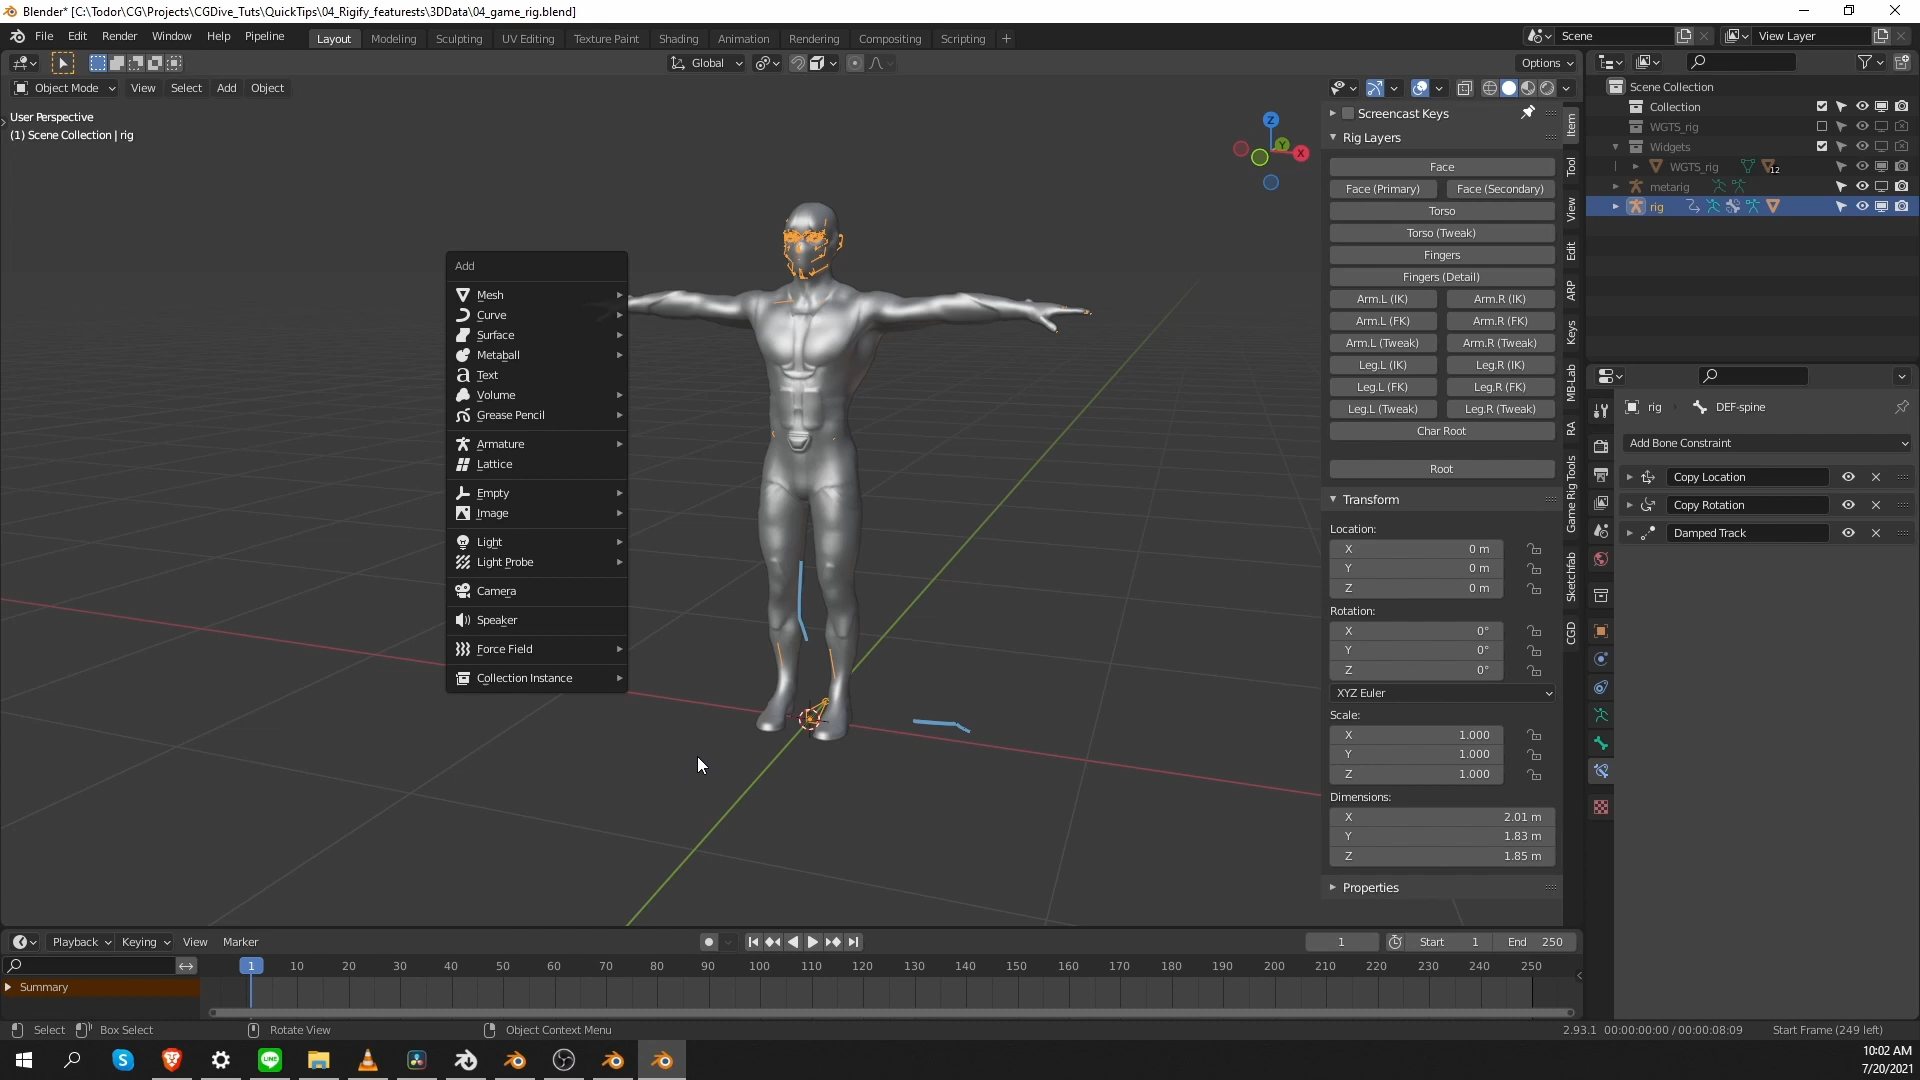 Blender* [C:\Todor\CG\Projects\CGDive_Tuts\QuickTips\04_Rigify_featurests\3DData\04_game_rig.blend]
File Edit Render Window Help Pipeline
Layout Modeling Sculpting UV Editing Texture Paint Shading Animation Rendering Compositing Scripting +
Scene
View Layer
Global
Options
Object Mode View Select Add Object
User Perspective
(1) Scene Collection | rig
Z
Y
X
Add
Mesh
Curve
Surface
Metaball
Text
Volume
Grease Pencil
Armature
Lattice
Empty
Image
Light
Light Probe
Camera
Speaker
Force Field
Collection Instance
Screencast Keys
Rig Layers
Face
Face (Primary) Face (Secondary)
Torso
Torso (Tweak)
Fingers
Fingers (Detail)
Arm.L (IK) Arm.R (IK)
Arm.L (FK) Arm.R (FK)
Arm.L (Tweak) Arm.R (Tweak)
Leg.L (IK) Leg.R (IK)
Leg.L (FK) Leg.R (FK)
Leg.L (Tweak) Leg.R (Tweak)
Char Root
Root
Transform
Location:
X 0 m
Y 0 m
Z 0 m
Rotation:
X 0°
Y 0°
Z 0°
XYZ Euler
Scale:
X 1.000
Y 1.000
Z 1.000
Dimensions:
X 2.01 m
Y 1.83 m
Z 1.85 m
Properties
Item
Tool
View
Edit
ARP
Keys
MB-Lab
RA
Game Rig Tools
Sketchfab
CGD
Scene Collection
Collection
WGTS_rig
Widgets
WGTS_rig 12
metarig
rig
rig DEF-spine
Add Bone Constraint
Copy Location
Copy Rotation
Damped Track
Playback Keying View Marker
1 Start 1 End 250
1 10 20 30 40 50 60 70 80 90 100 110 120 130 140 150 160 170 180 190 200 210 220 230 240 250
Summary
Select Box Select Rotate View Object Context Menu
2.93.1 00:00:00:00 / 00:00:08:09 Start Frame (249 left)
S
LINE
10:02 AM
7/20/2021